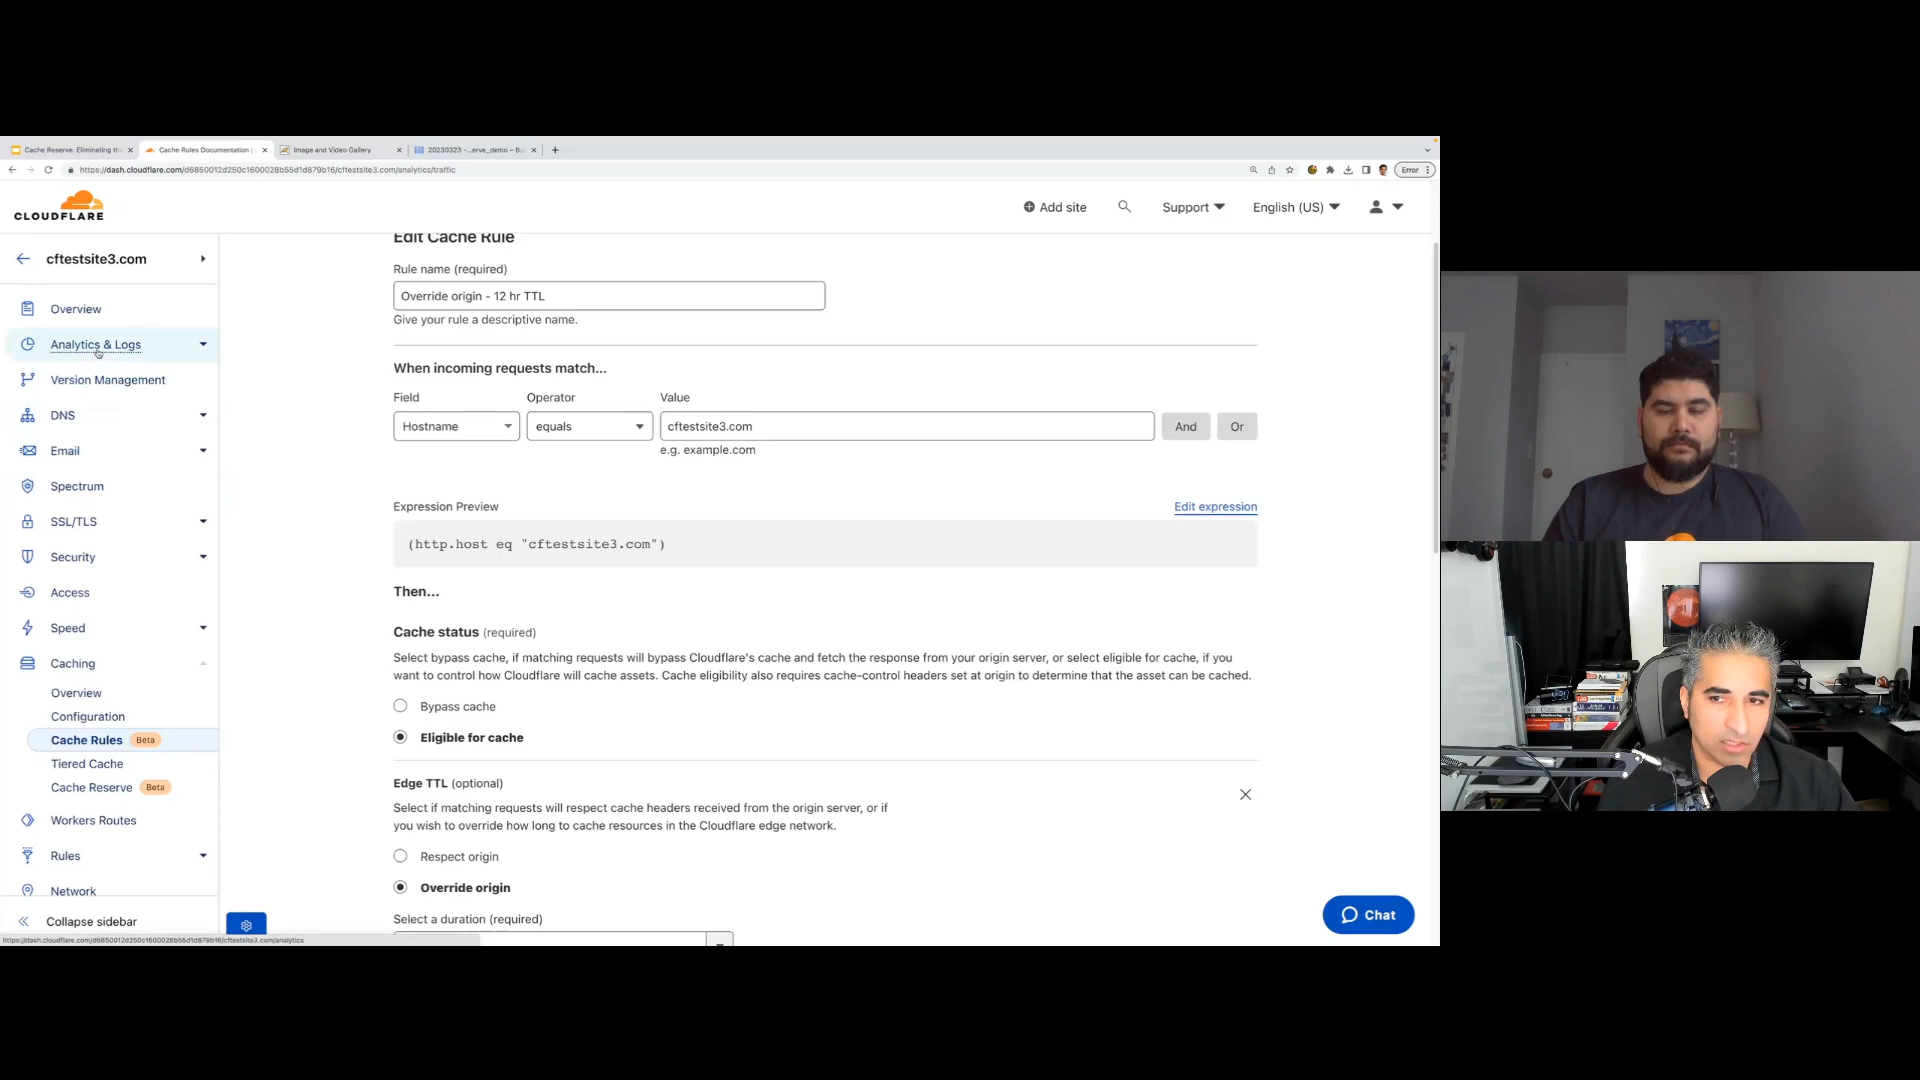 Cache Reserve: Eliminating th
Cache Rules Documentation
Image and Video Gallery
20230323 -...erve_demo – Bu
https://dash.cloudflare.com/d6850012d250c1600028b55d1d879b16/cftestsite3.com/analytics/traffic
Error
CLOUDFLARE
Add site
Support
English (US)
cftestsite3.com
Overview
Analytics & Logs
Version Management
DNS
Email
Spectrum
SSL/TLS
Security
Access
Speed
Caching
Overview
Configuration
Cache Rules Beta
Tiered Cache
Cache Reserve Beta
Workers Routes
Rules
Network
Collapse sidebar
https://dash.cloudflare.com/d6850012d250c1600028b55d1d879b16/cftestsite3.com/analytics
Edit Cache Rule
Rule name (required)
Override origin - 12 hr TTL
Give your rule a descriptive name.
When incoming requests match...
Field Operator Value
Hostname equals cftestsite3.com And Or
e.g. example.com
Expression Preview Edit expression
(http.host eq "cftestsite3.com")
Then...
Cache status (required)
Select bypass cache, if matching requests will bypass Cloudflare's cache and fetch the response from your origin server, or select eligible for cache, if you
want to control how Cloudflare will cache assets. Cache eligibility also requires cache-control headers set at origin to determine that the asset can be cached.
Bypass cache
Eligible for cache
Edge TTL (optional)
Select if matching requests will respect cache headers received from the origin server, or if
you wish to override how long to cache resources in the Cloudflare edge network.
Respect origin
Override origin
Select a duration (required)
Chat